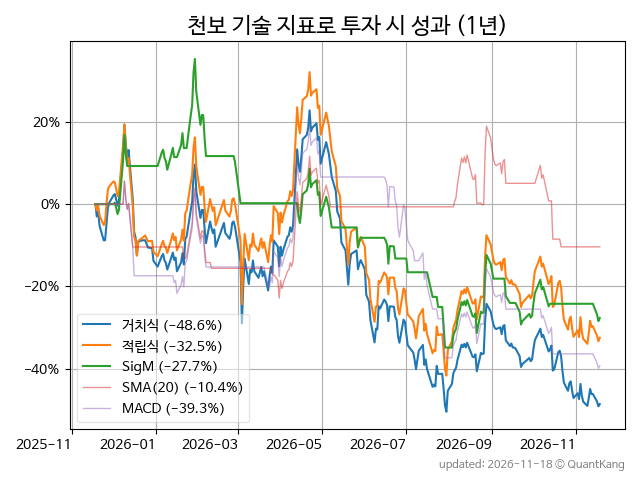 천보 기술 지표로 투자 시 성과 (1년)
20%
0%
−20%
−40%
거치식 (−48.6%)
적립식 (−32.5%)
SigM (−27.7%)
SMA(20) (−10.4%)
MACD (−39.3%)
2025−11 2026−01 2026−03 2026−05 2026−07 2026−09 2026−11
updated: 2026−11−18 © QuantKang